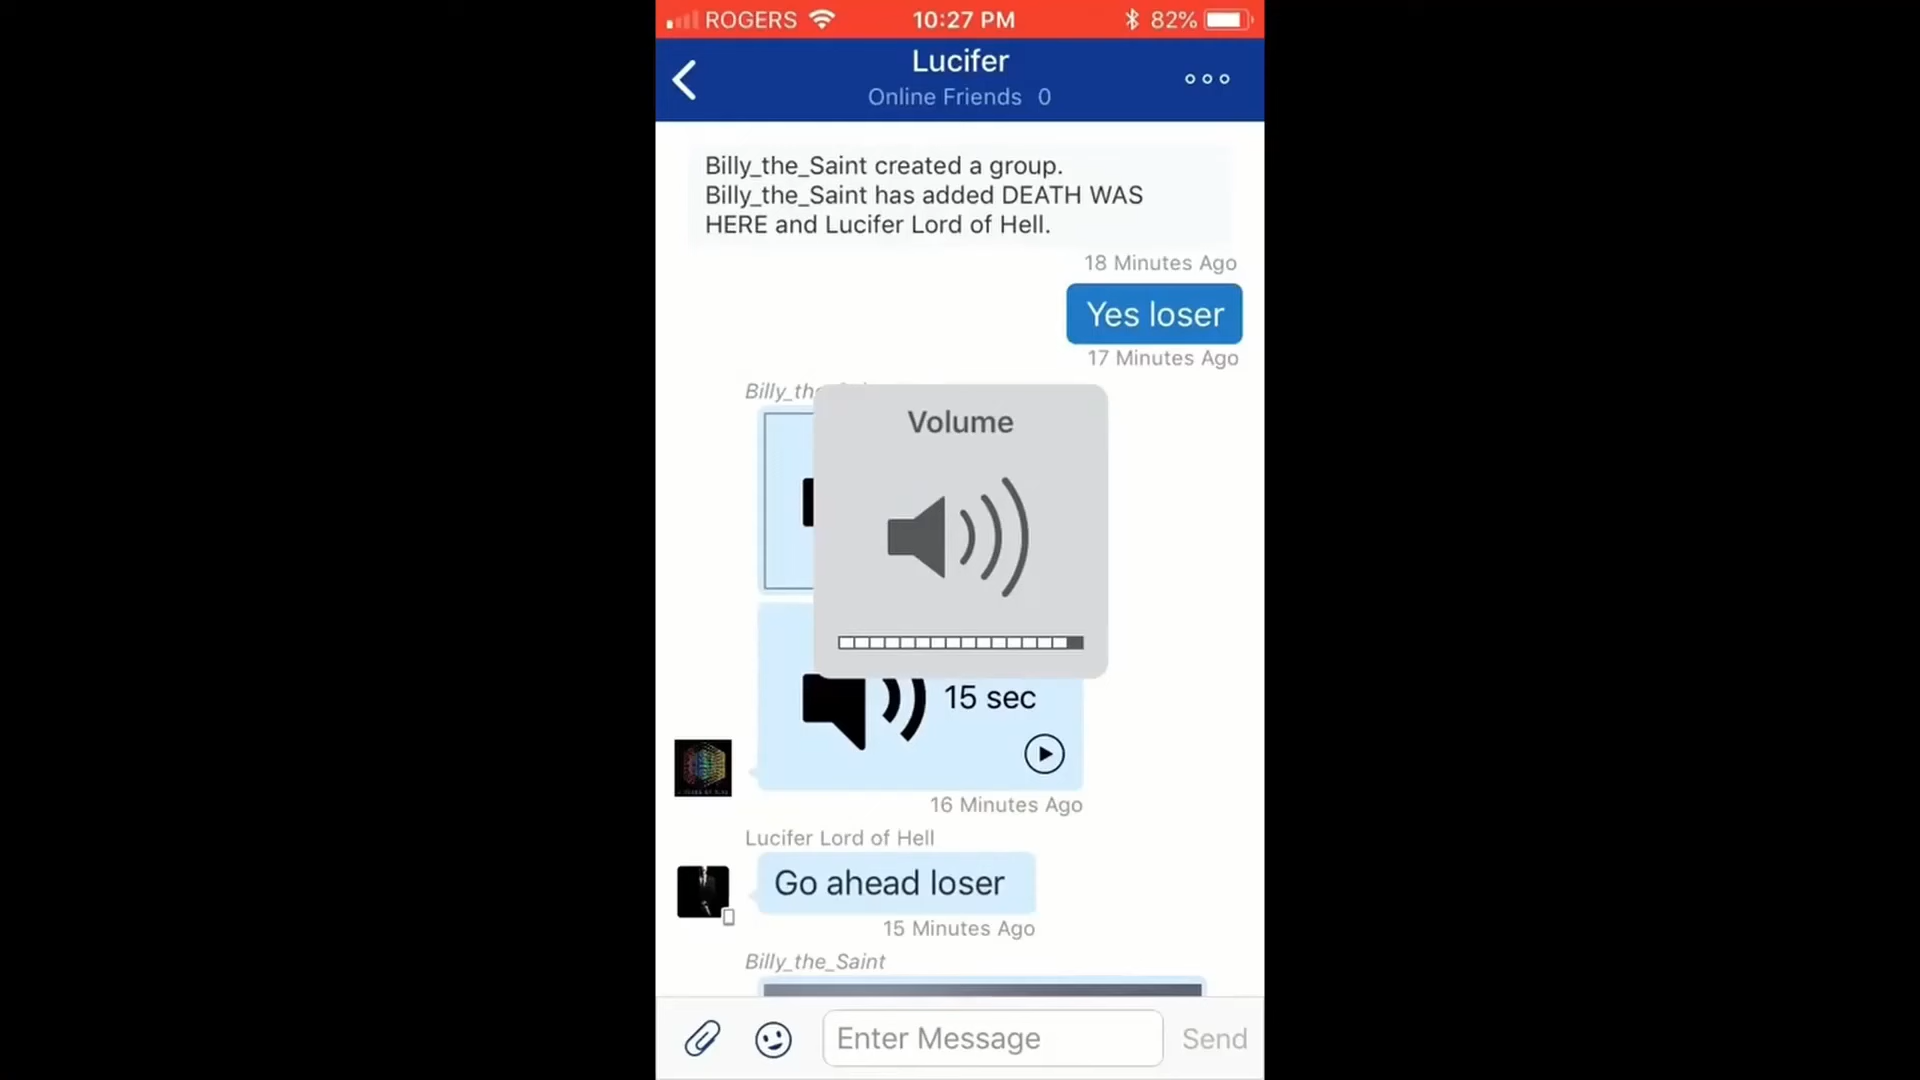 ROGERS 10:27 PM 82%
Lucifer
Online Friends 0
Billy_the_Saint created a group.
Billy_the_Saint has added DEATH WAS
HERE and Lucifer Lord of Hell.
18 Minutes Ago
Yes loser
17 Minutes Ago
Billy_th
Volume
15 sec
16 Minutes Ago
Lucifer Lord of Hell
Go ahead loser
15 Minutes Ago
Billy_the_Saint
Enter Message
Send